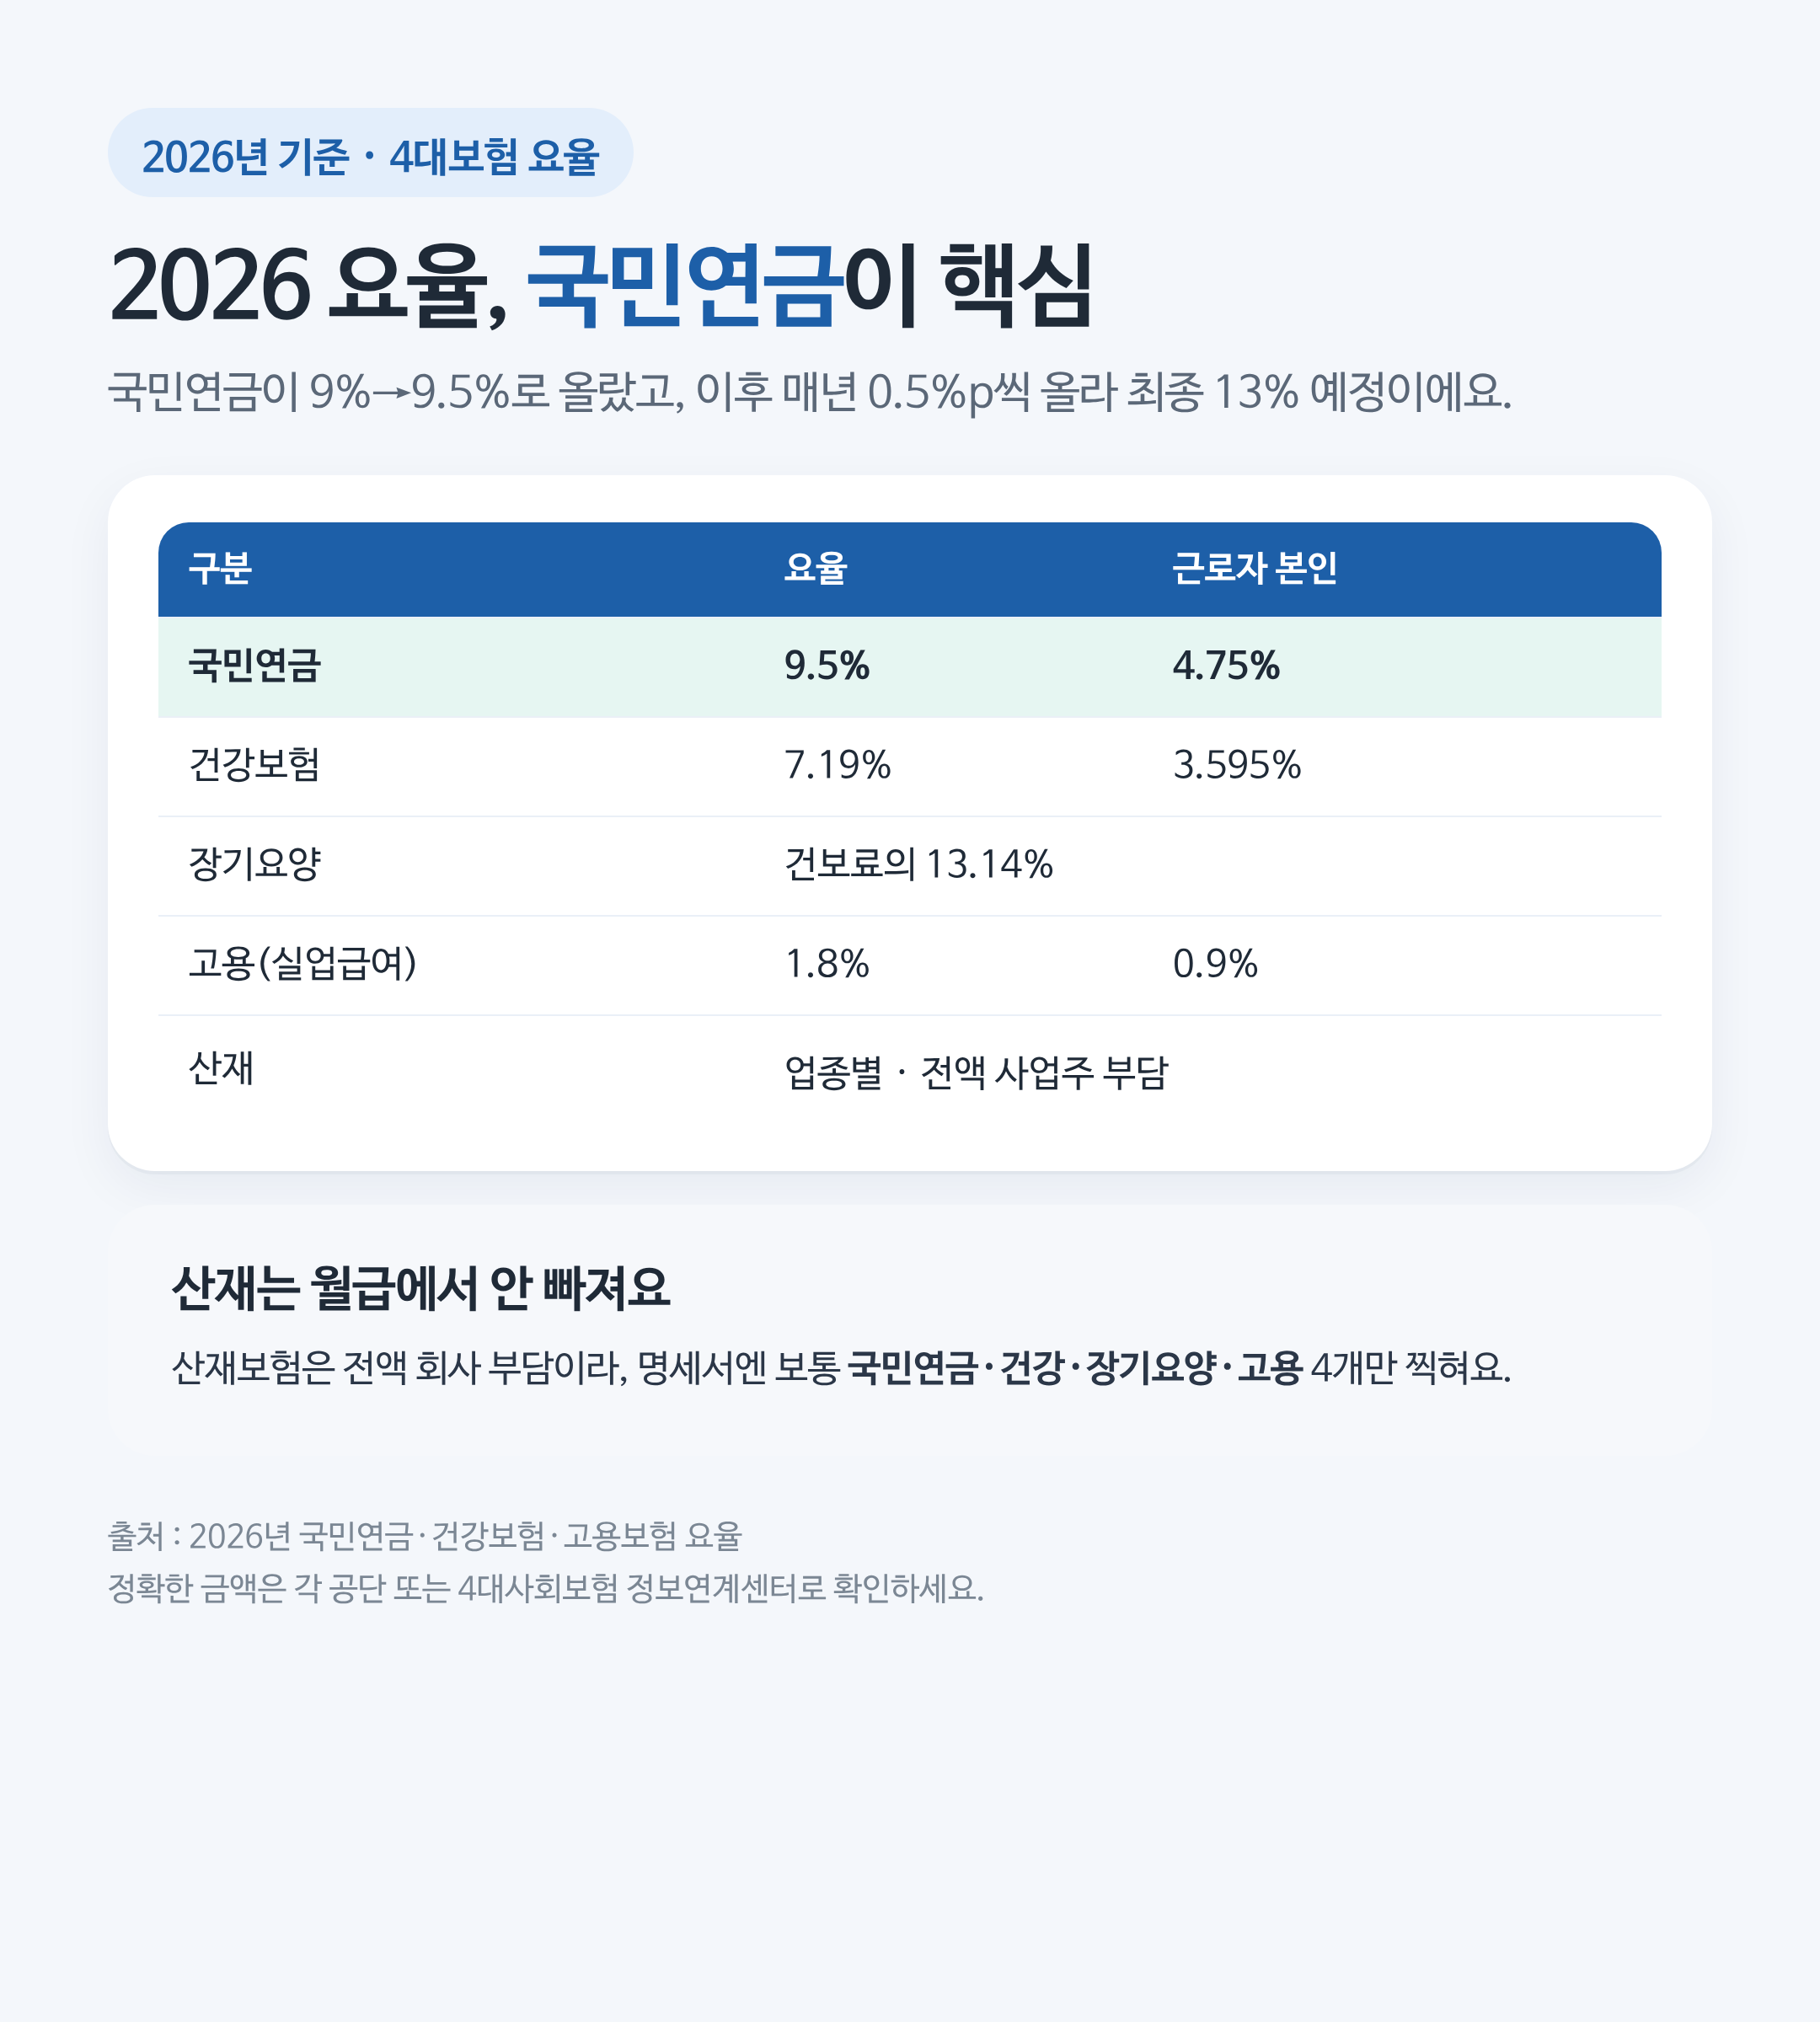 2026년 기준 · 4대보험 요율
2026 요율, 국민연금이 핵심
국민연금이 9%→9.5%로 올랐고, 이후 매년 0.5%p씩 올라 최종 13% 예정이에요.
구분 요율 근로자 본인
국민연금 9.5% 4.75%
건강보험 7.19% 3.595%
장기요양 건보료의 13.14%
고용(실업급여) 1.8% 0.9%
산재 업종별 · 전액 사업주 부담
산재는 월급에서 안 빠져요
산재보험은 전액 회사 부담이라, 명세서엔 보통 국민연금·건강·장기요양·고용 4개만 찍혀요.
출처 : 2026년 국민연금·건강보험·고용보험 요율
정확한 금액은 각 공단 또는 4대사회보험 정보연계센터로 확인하세요.